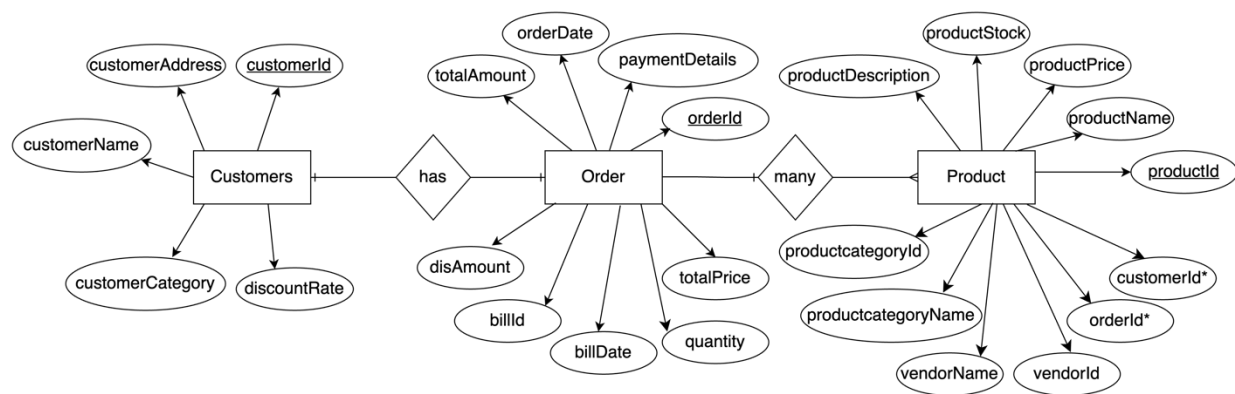 orderDate
productStock
customerAddress
customerId
paymentDetails
productPrice
totalAmount
productDescription
orderId
productName
customerName
Customers
has
Order
many
Product
productId
productcategoryId
disAmount
totalPrice
customerId*
customerCategory
discountRate
productcategoryName
billId
orderId*
billDate
quantity
vendorName
vendorId